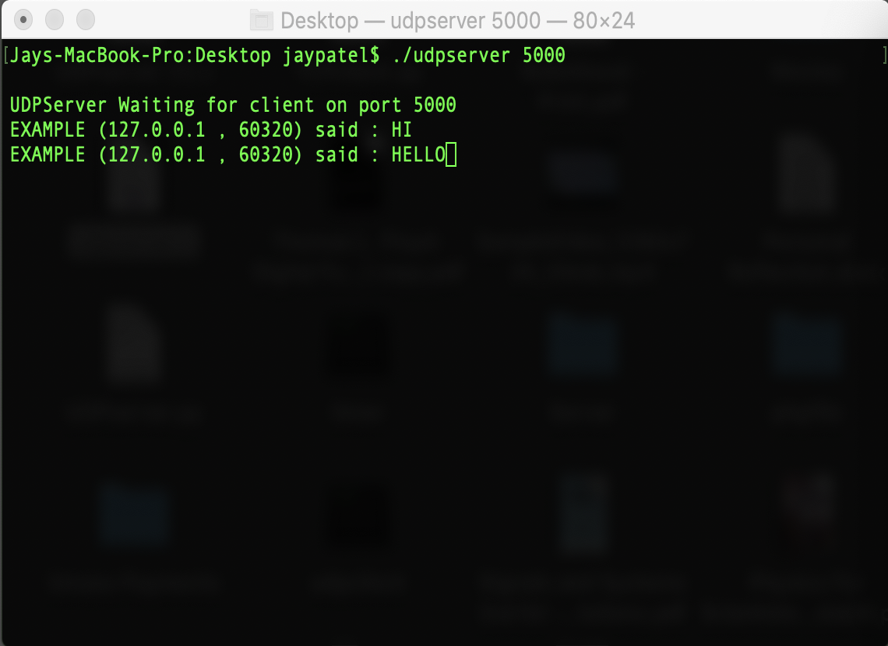 Desktop — udpserver 5000 — 80×24
[Jays-MacBook-Pro:Desktop jaypatel$ ./udpserver 5000 ]
UDPServer Waiting for client on port 5000
EXAMPLE (127.0.0.1 , 60320) said : HI
EXAMPLE (127.0.0.1 , 60320) said : HELLO